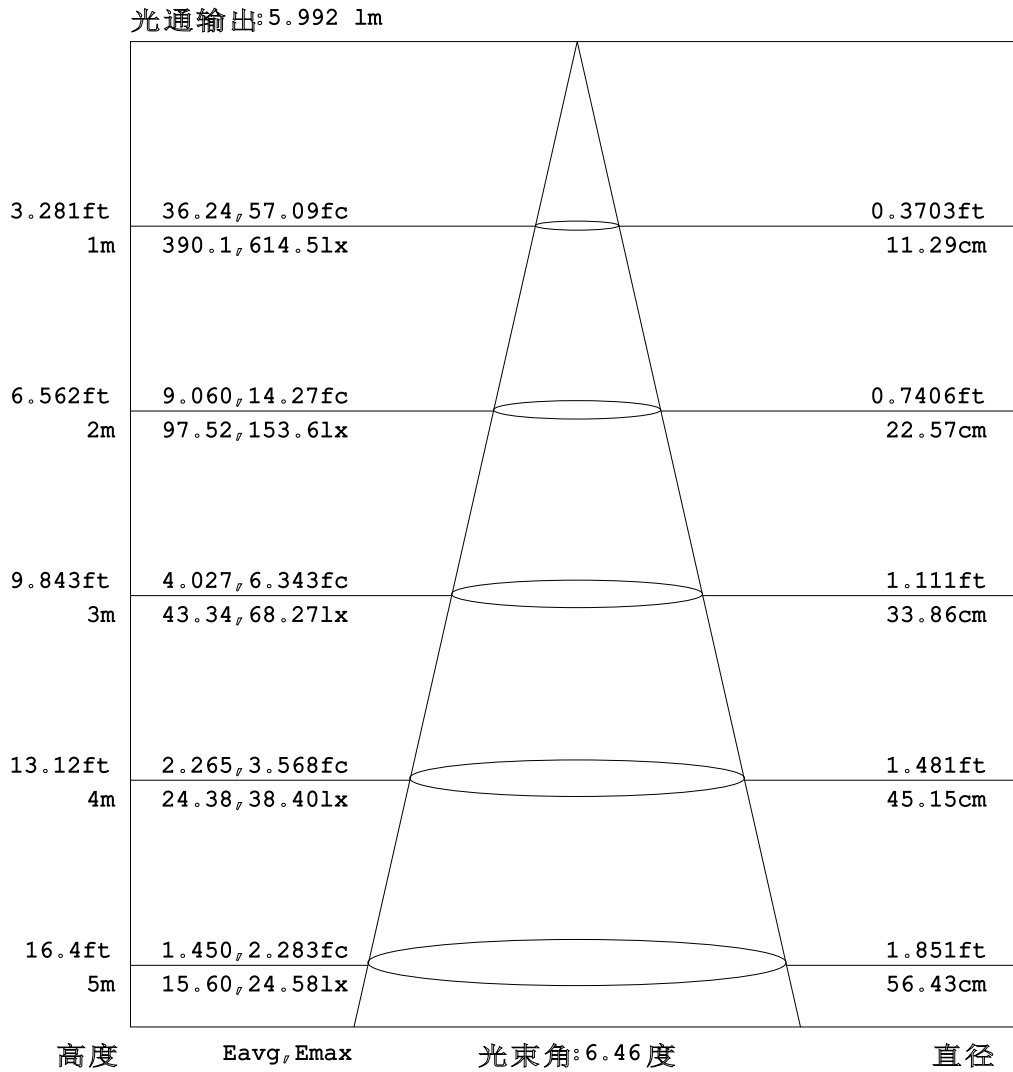 光通输出:5.992 lm
3.281ft 36.24,57.09fc 0.3703ft
1m 390.1,614.5lx 11.29cm
6.562ft 9.060,14.27fc 0.7406ft
2m 97.52,153.6lx 22.57cm
9.843ft 4.027,6.343fc 1.111ft
3m 43.34,68.27lx 33.86cm
13.12ft 2.265,3.568fc 1.481ft
4m 24.38,38.40lx 45.15cm
16.4ft 1.450,2.283fc 1.851ft
5m 15.60,24.58lx 56.43cm
高度 Eavg,Emax 光束角:6.46度 直径